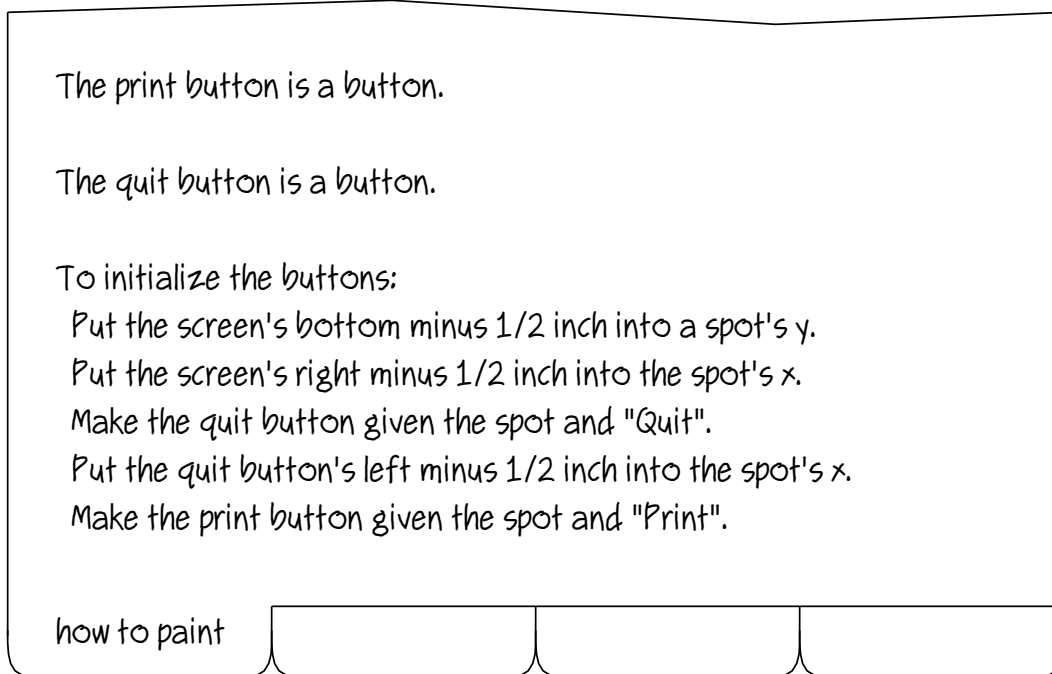 The print button is a button.
The quit button is a button.
To initialize the buttons:
Put the screen's bottom minus 1/2 inch into a spot's y.
Put the screen's right minus 1/2 inch into the spot's x.
Make the quit button given the spot and "Quit".
Put the quit button's left minus 1/2 inch into the spot's x.
Make the print button given the spot and "Print".
how to paint